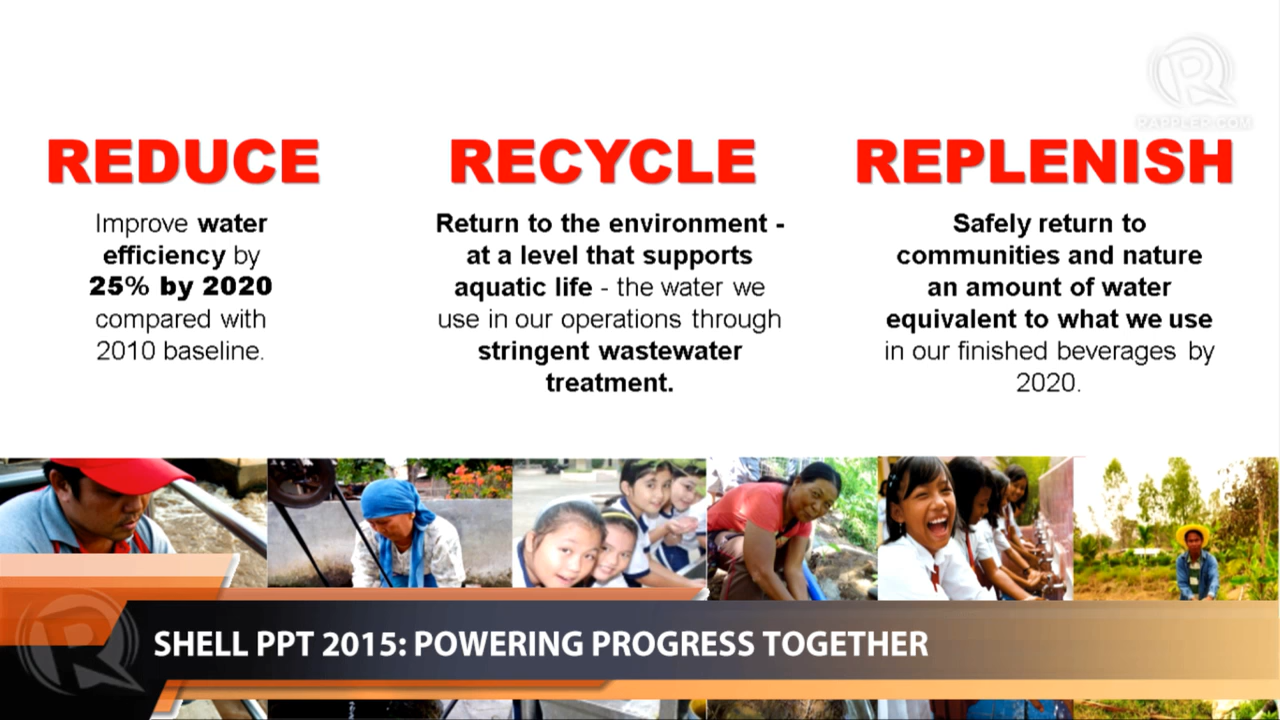 RAPPLER.COM
REDUCE
Improve water
efficiency by
25% by 2020
compared with
2010 baseline.
RECYCLE
Return to the environment -
at a level that supports
aquatic life - the water we
use in our operations through
stringent wastewater
treatment.
REPLENISH
Safely return to
communities and nature
an amount of water
equivalent to what we use
in our finished beverages by
2020.
SHELL PPT 2015: POWERING PROGRESS TOGETHER